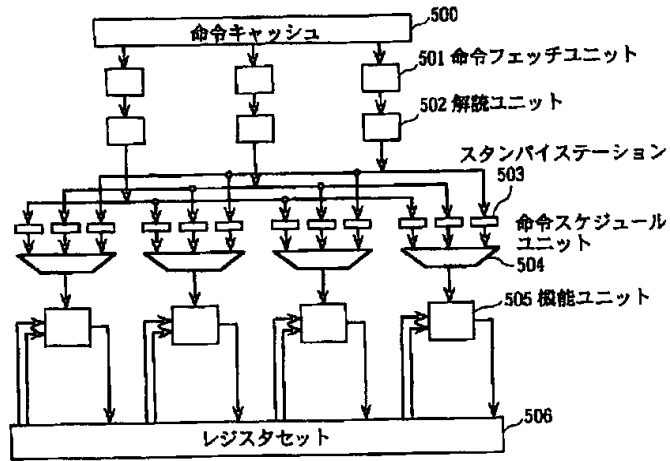 500
命令キャッシュ
501 命令フェッチユニット
502 解読ユニット
スタンバイステーション
503
命令スケジュール
ユニット
504
505 機能ユニット
506
レジスタセット